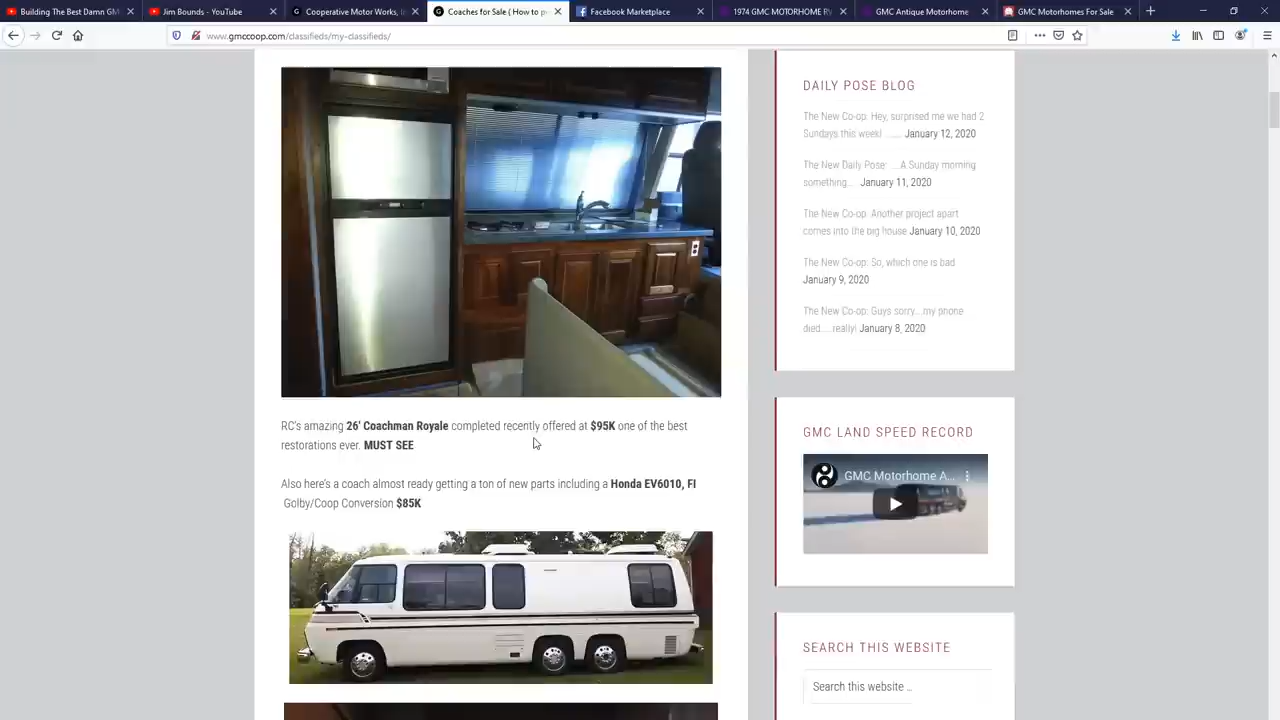 Building The Best Damn GM
Jim Bounds - YouTube
Cooperative Motor Works, I
Coaches for Sale ( How to p
Facebook Marketplace
1974 GMC MOTORHOME R
GMC Antique Motorhome
GMC Motorhomes For Sale
www.gmccoop.com/classifieds/my-classifieds/
RC's amazing 26' Coachman Royale completed recently offered at $95K one of the best
restorations ever. MUST SEE
Also here's a coach almost ready getting a ton of new parts including a Honda EV6010, FI
Golby/Coop Conversion $85K
DAILY POSE BLOG
The New Co-op: Hey, surprised me we had 2
Sundays this week! January 12, 2020
The New Daily Pose: ....A Sunday morning
something.... January 11, 2020
The New Co-op: Another project apart
comes into the big house January 10, 2020
The New Co-op: So, which one is bad
January 9, 2020
The New Co-op: Guys sorry...my phone
died.....really! January 8, 2020
GMC LAND SPEED RECORD
GMC Motorhome A...
SEARCH THIS WEBSITE
Search this website ...